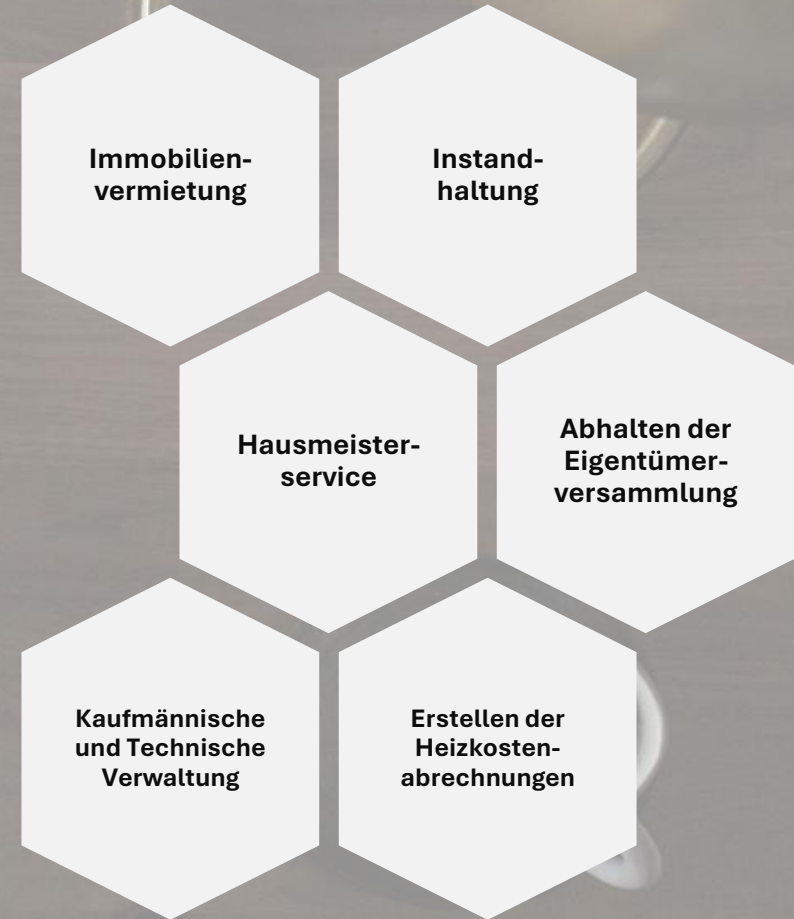 Immobilien-
vermietung
Instand-
haltung
Hausmeister-
service
Abhalten der
Eigentümer-
versammlung
Kaufmännische
und Technische
Verwaltung
Erstellen der
Heizkosten-
abrechnungen